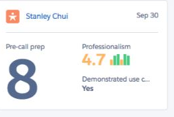 Stanley Chui Sep 30
Pre-call prep Professionalism
8 4.7
Demonstrated use c...
Yes